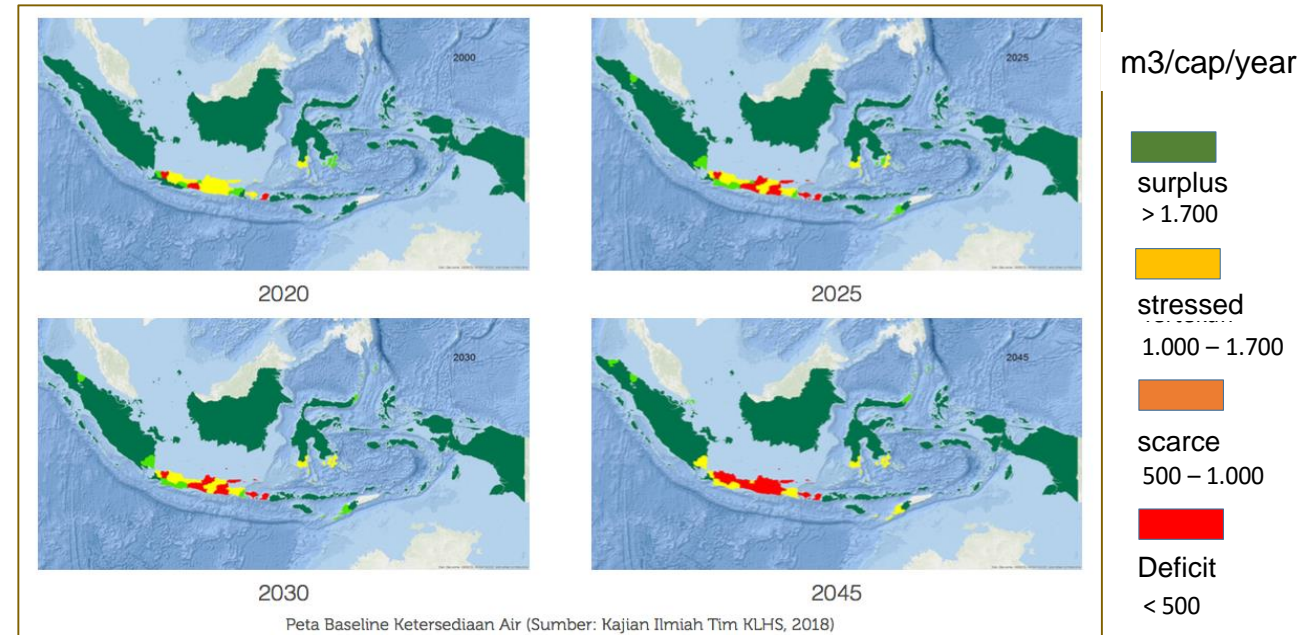 2000
2025
m3/cap/year
2020
2025
2030
2045
2030
2045
Peta Baseline Ketersediaan Air (Sumber: Kajian Ilmiah Tim KLHS, 2018)
surplus
> 1.700
stressed
1.000 – 1.700
scarce
500 – 1.000
Deficit
< 500